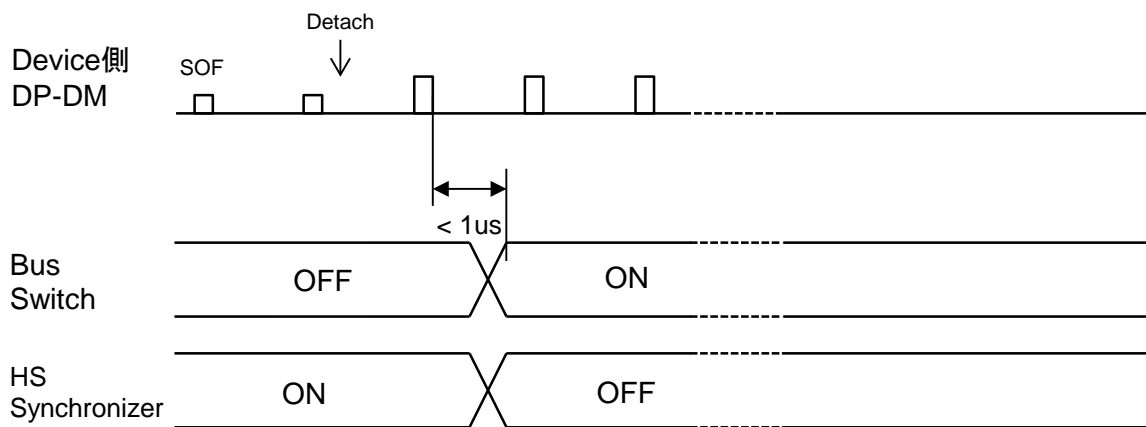 Detach
Device側
DP-DM
SOF
< 1us
Bus
Switch
OFF
ON
HS
Synchronizer
ON
OFF